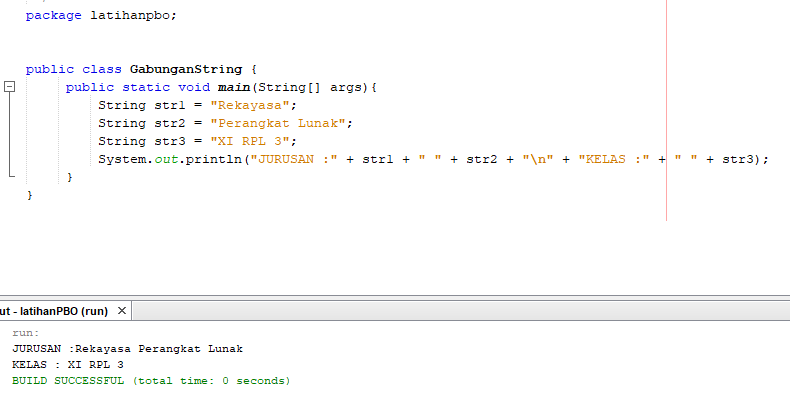 package latihanpbo;
public class GabunganString {
public static void main(String[] args){
String str1 = "Rekayasa";
String str2 = "Perangkat Lunak";
String str3 = "XI RPL 3";
System.out.println("JURUSAN :" + str1 + " " + str2 + "\n" + "KELAS :" + " " + str3);
}
}
ut - latihanPBO (run) X
run:
JURUSAN :Rekayasa Perangkat Lunak
KELAS : XI RPL 3
BUILD SUCCESSFUL (total time: 0 seconds)